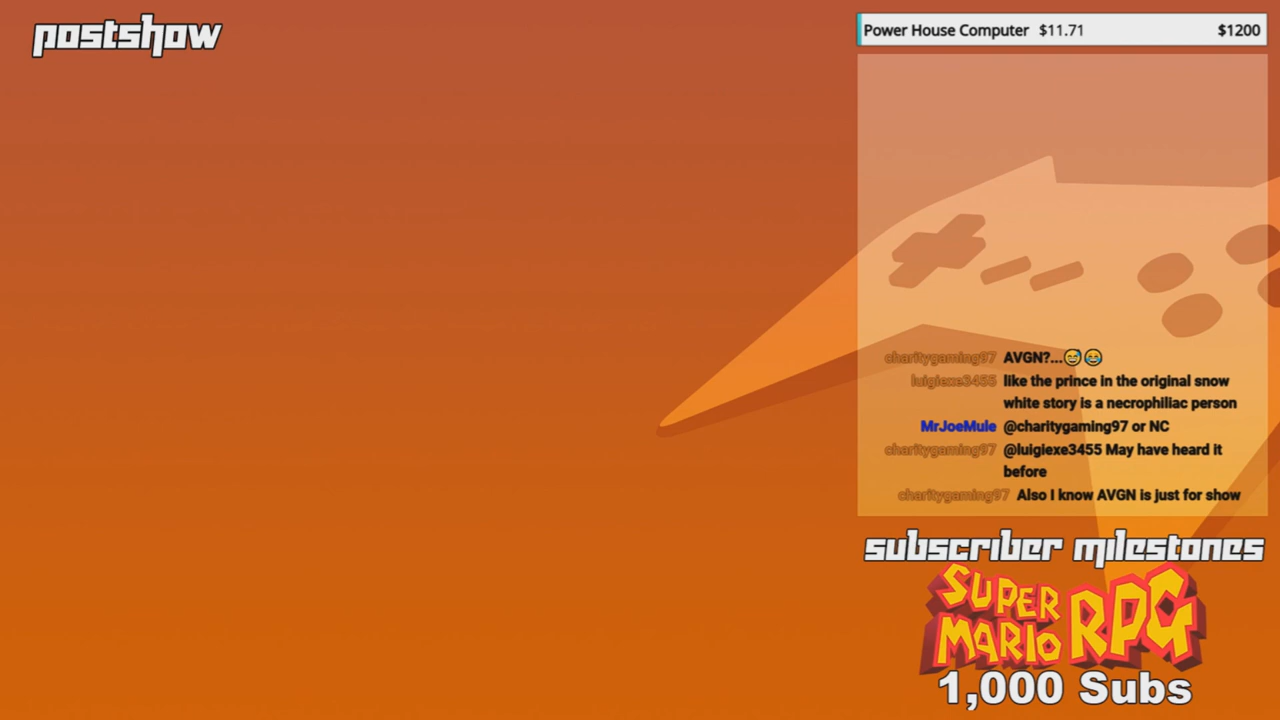 postshow
Power House Computer $11.71 $1200
charitygaming97 AVGN?...😅😂
luigiexe3455 like the prince in the original snow
white story is a necrophiliac person
MrJoeMule @charitygaming97 or NC
charitygaming97 @luigiexe3455 May have heard it
before
charitygaming97 Also I know AVGN is just for show
subscriber milestones
SUPER
MARIO RPG
1,000 Subs